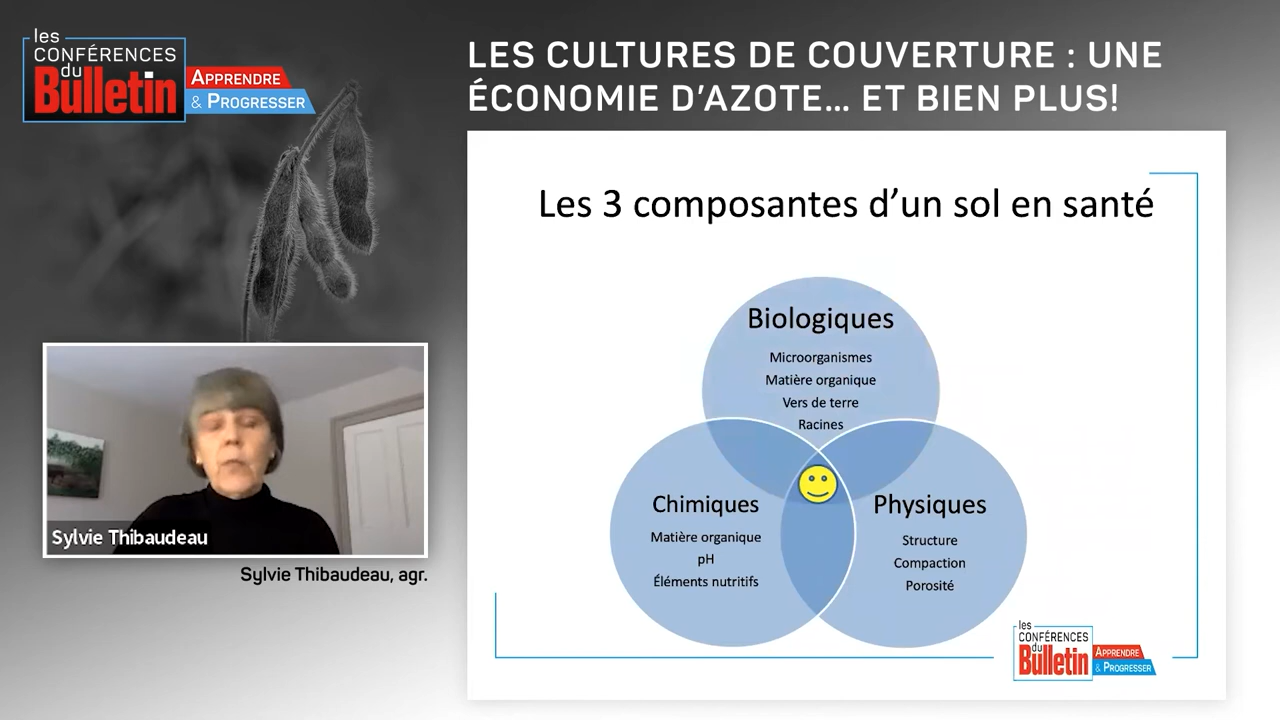 les
CONFÉRENCES
du
Bulletin
APPRENDRE
& PROGRESSER
LES CULTURES DE COUVERTURE : UNE
ÉCONOMIE D'AZOTE... ET BIEN PLUS!
Les 3 composantes d'un sol en santé
Biologiques
Microorganismes
Matière organique
Vers de terre
Racines
Chimiques
Matière organique
pH
Éléments nutritifs
Physiques
Structure
Compaction
Porosité
Sylvie Thibaudeau
Sylvie Thibaudeau, agr.
les
CONFÉRENCES
du
Bulletin
APPRENDRE
& PROGRESSER